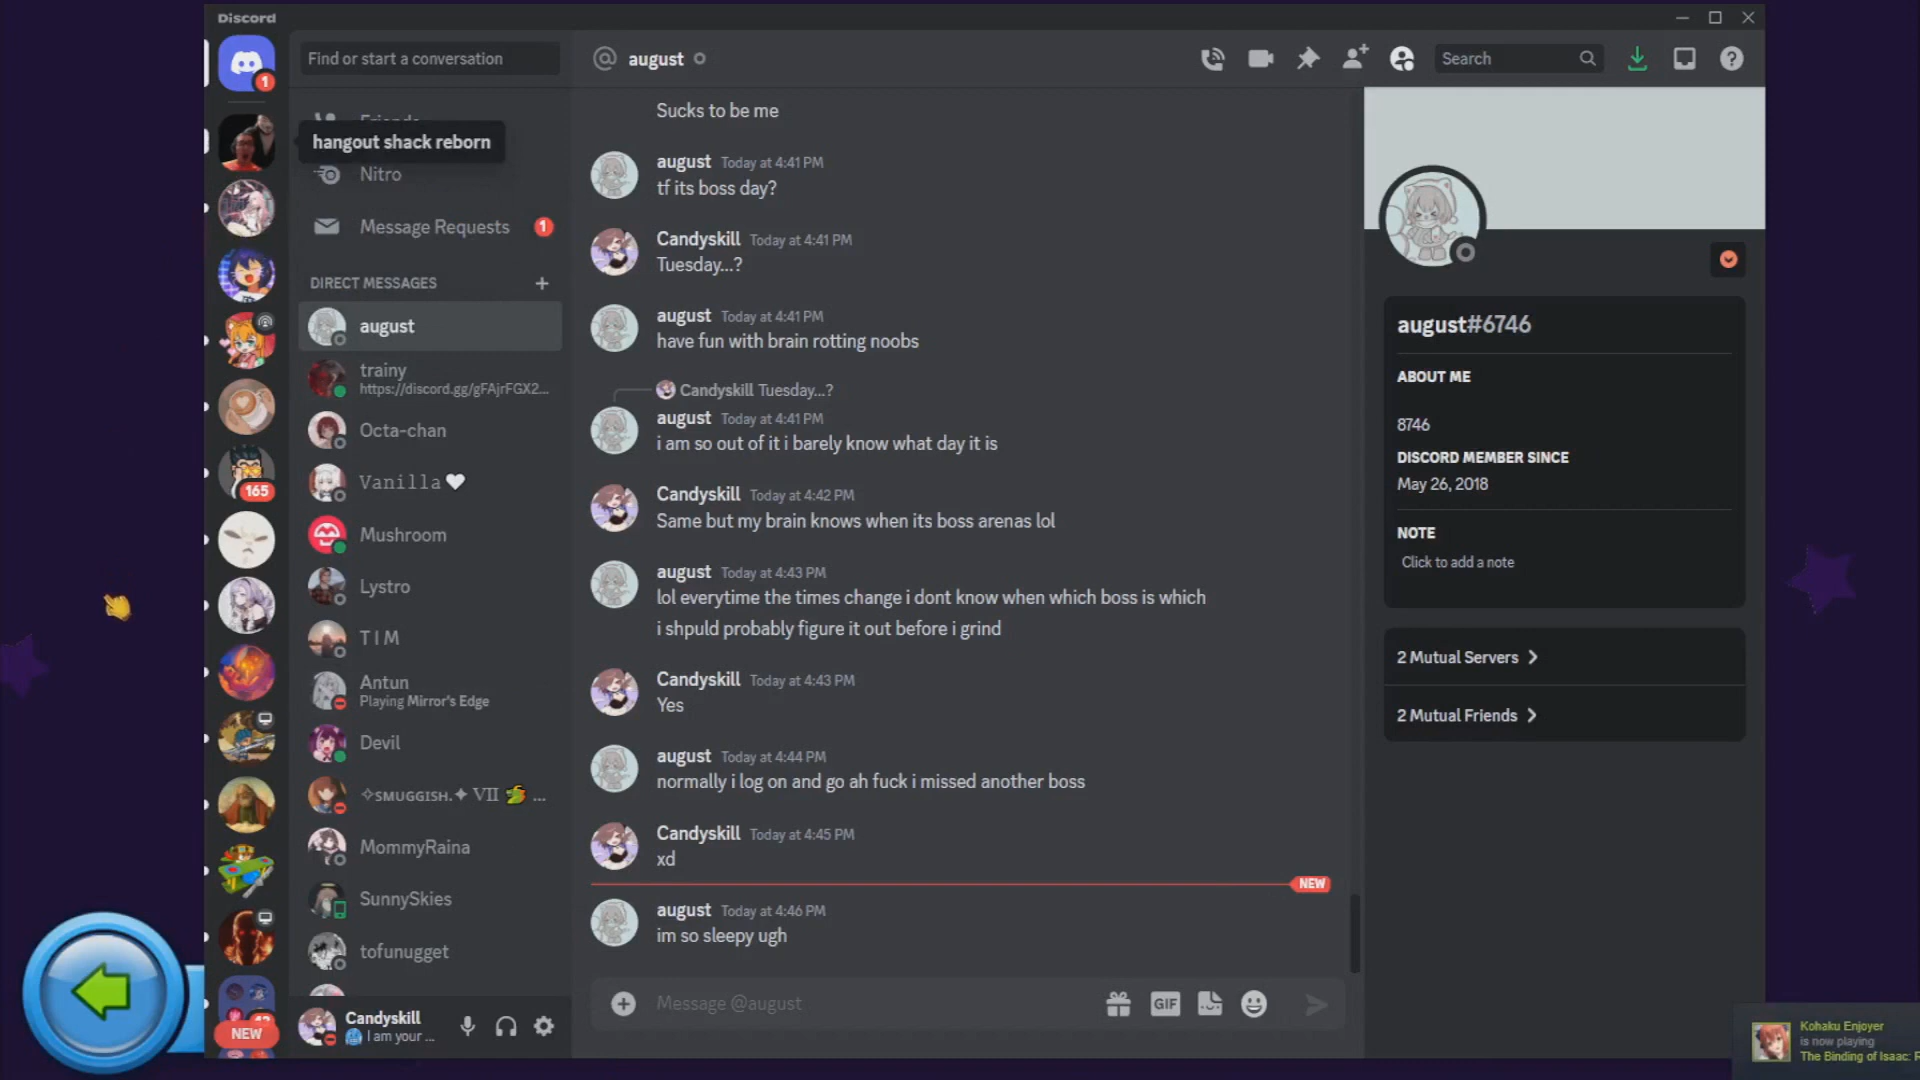 Discord
Find or start a conversation
august
Search
1
Friends
hangout shack reborn
Nitro
Message Requests
1
DIRECT MESSAGES
august
trainy
https://discord.gg/gFAjrFGX2...
Octa-chan
Vanilla
Mushroom
Lystro
TIM
Antun
Playing Mirror's Edge
Devil
✧SMUGGISH.✦ VII 🐲 ...
MommyRaina
SunnySkies
tofunugget
165
NEW
Candyskill
I am your ...
Sucks to be me
august Today at 4:41 PM
tf its boss day?
Candyskill Today at 4:41 PM
Tuesday...?
august Today at 4:41 PM
have fun with brain rotting noobs
Candyskill Tuesday...?
august Today at 4:41 PM
i am so out of it i barely know what day it is
Candyskill Today at 4:42 PM
Same but my brain knows when its boss arenas lol
august Today at 4:43 PM
lol everytime the times change i dont know when which boss is which
i shpuld probably figure it out before i grind
Candyskill Today at 4:43 PM
Yes
august Today at 4:44 PM
normally i log on and go ah fuck i missed another boss
Candyskill Today at 4:45 PM
xd
NEW
august Today at 4:46 PM
im so sleepy ugh
Message @august
GIF
august#6746
ABOUT ME
8746
DISCORD MEMBER SINCE
May 26, 2018
NOTE
Click to add a note
2 Mutual Servers
2 Mutual Friends
Kohaku Enjoyer
is now playing
The Binding of Isaac: